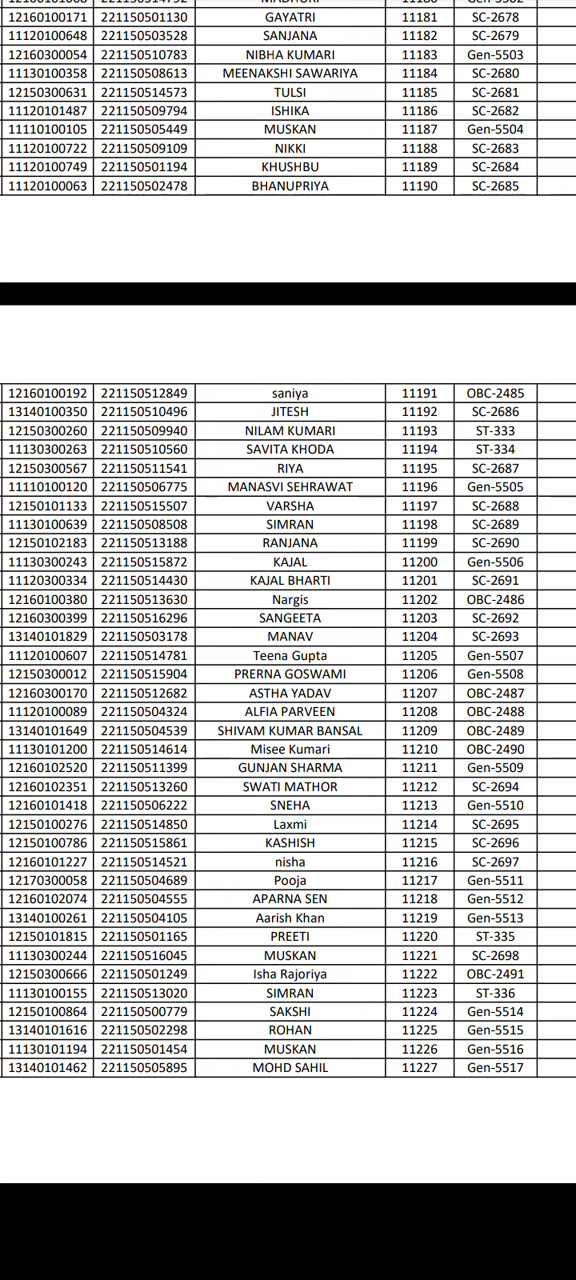 12160100171 221150501130 GAYATRI 11181 SC-2678
11120100648 221150503528 SANJANA 11182 SC-2679
12160300054 221150510783 NIBHA KUMARI 11183 Gen-5503
11130100358 221150508613 MEENAKSHI SAWARIYA 11184 SC-2680
12150300631 221150514573 TULSI 11185 SC-2681
11120101487 221150509794 ISHIKA 11186 SC-2682
11110100105 221150505449 MUSKAN 11187 Gen-5504
11120100722 221150509109 NIKKI 11188 SC-2683
11120100749 221150501194 KHUSHBU 11189 SC-2684
11120100063 221150502478 BHANUPRIYA 11190 SC-2685
12160100192 221150512849 saniya 11191 OBC-2485
13140100350 221150510496 JITESH 11192 SC-2686
12150300260 221150509940 NILAM KUMARI 11193 ST-333
11130300263 221150510560 SAVITA KHODA 11194 ST-334
12150300567 221150511541 RIYA 11195 SC-2687
11110100120 221150506775 MANASVI SEHRAWAT 11196 Gen-5505
12150101133 221150515507 VARSHA 11197 SC-2688
11130100639 221150508508 SIMRAN 11198 SC-2689
12150102183 221150513188 RANJANA 11199 SC-2690
11130300243 221150515872 KAJAL 11200 Gen-5506
11120300334 221150514430 KAJAL BHARTI 11201 SC-2691
12160100380 221150513630 Nargis 11202 OBC-2486
12160300399 221150516296 SANGEETA 11203 SC-2692
13140101829 221150503178 MANAV 11204 SC-2693
11120100607 221150514781 Teena Gupta 11205 Gen-5507
12150300012 221150515904 PRERNA GOSWAMI 11206 Gen-5508
12160300170 221150512682 ASTHA YADAV 11207 OBC-2487
11120100089 221150504324 ALFIA PARVEEN 11208 OBC-2488
13140101649 221150504539 SHIVAM KUMAR BANSAL 11209 OBC-2489
11130101200 221150514614 Misee Kumari 11210 OBC-2490
12160102520 221150511399 GUNJAN SHARMA 11211 Gen-5509
12160102351 221150513260 SWATI MATHOR 11212 SC-2694
12160101418 221150506222 SNEHA 11213 Gen-5510
12150100276 221150514850 Laxmi 11214 SC-2695
12150100786 221150515861 KASHISH 11215 SC-2696
12160101227 221150514521 nisha 11216 SC-2697
12170300058 221150504689 Pooja 11217 Gen-5511
12160102074 221150504555 APARNA SEN 11218 Gen-5512
13140100261 221150504105 Aarish Khan 11219 Gen-5513
12150101815 221150501165 PREETI 11220 ST-335
11130300244 221150516045 MUSKAN 11221 SC-2698
12150300666 221150501249 Isha Rajoriya 11222 OBC-2491
11130100155 221150513020 SIMRAN 11223 ST-336
12150100864 221150500779 SAKSHI 11224 Gen-5514
13140101616 221150502298 ROHAN 11225 Gen-5515
11130101194 221150501454 MUSKAN 11226 Gen-5516
13140101462 221150505895 MOHD SAHIL 11227 Gen-5517